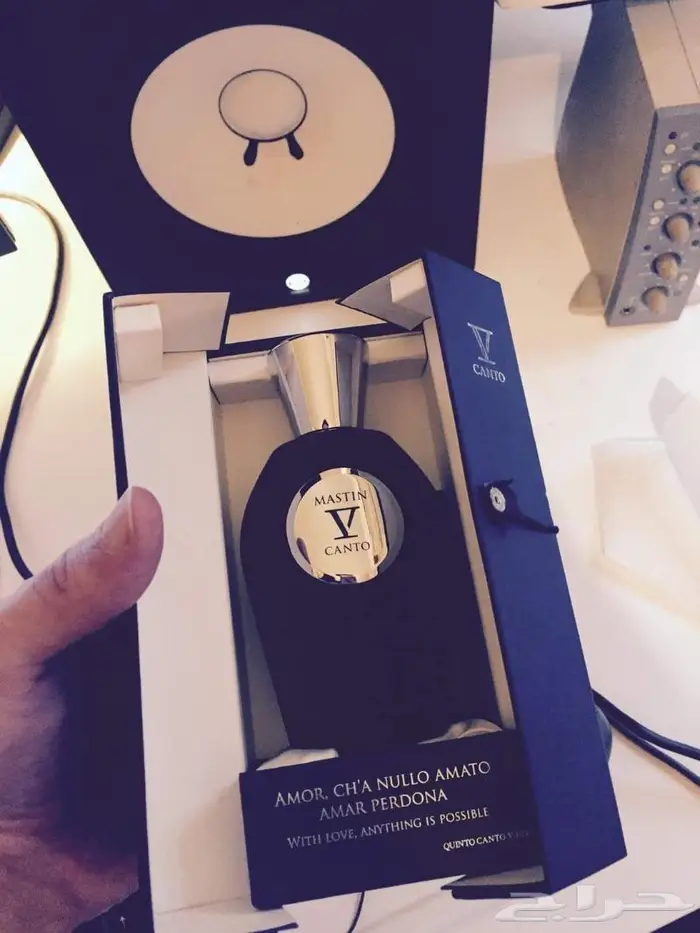 V
CANTO
MASTIN
V
CANTO
AMOR, CH'A NULLO AMATO
AMAR PERDONA
WITH LOVE, ANYTHING IS POSSIBLE
QUINTO CANTO
حراج